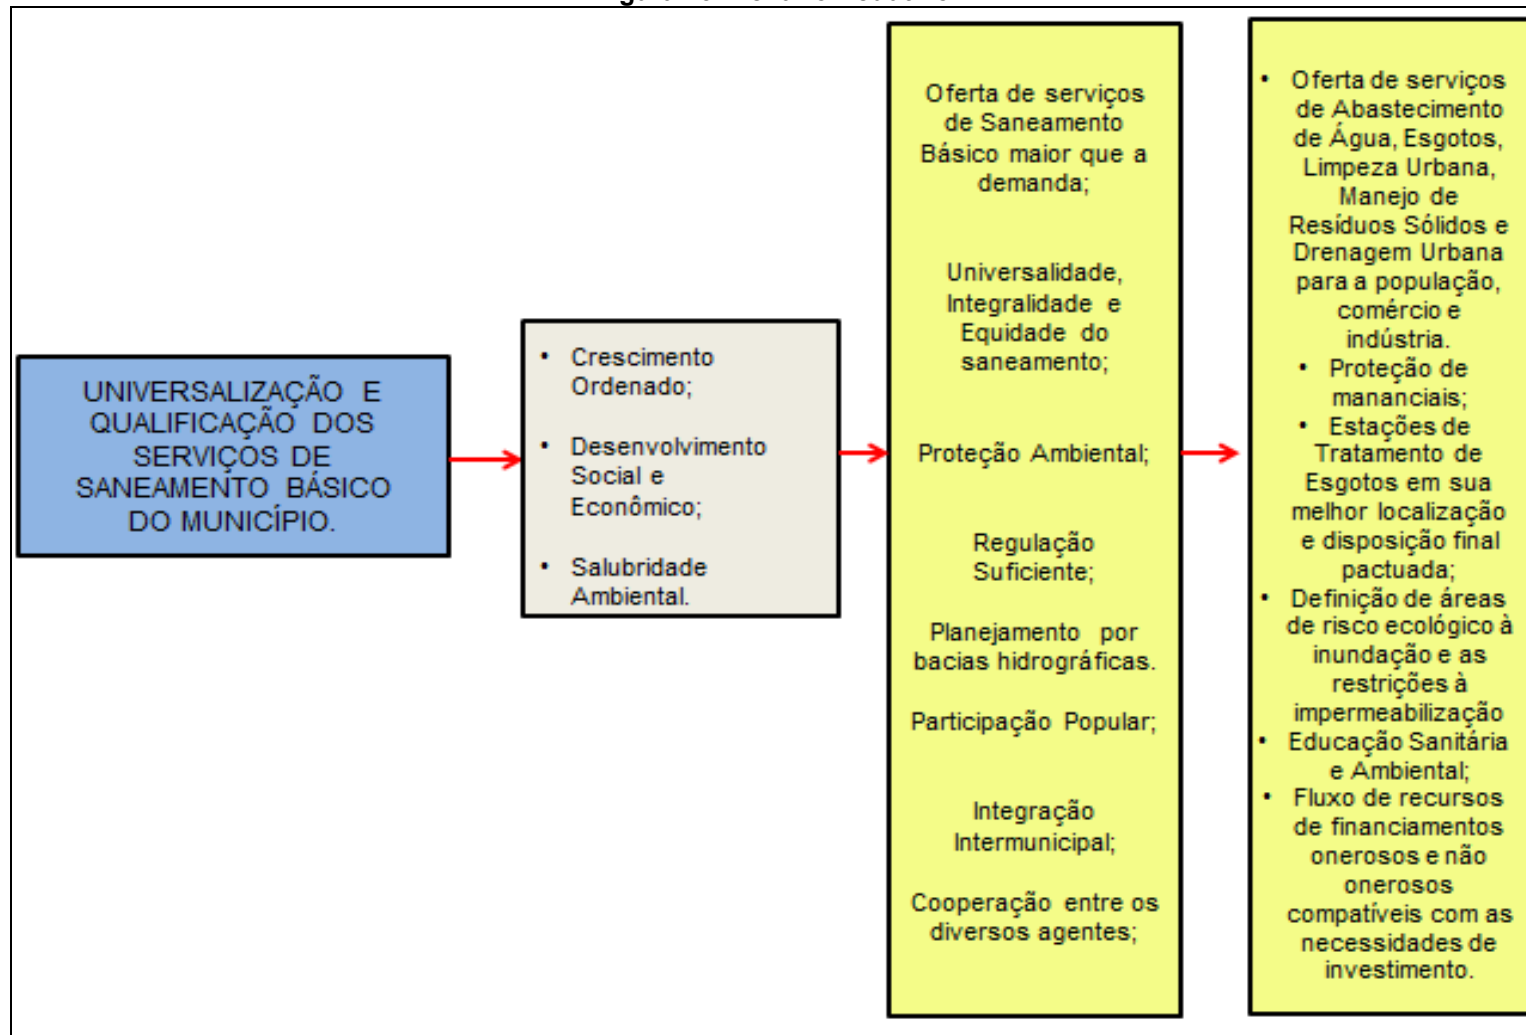 UNIVERSALIZAÇÃO E
QUALIFICAÇÃO DOS
SERVIÇOS DE
SANEAMENTO BÁSICO
DO MUNICÍPIO.
• Crescimento
Ordenado;
• Desenvolvimento
Social e
Econômico;
• Salubridade
Ambiental.
Oferta de serviços
de Saneamento
Básico maior que a
demanda;
Universalidade,
Integralidade e
Equidade do
saneamento;
Proteção Ambiental;
Regulação
Suficiente;
Planejamento por
bacias hidrográficas.
Participação Popular;
Integração
Intermunicipal;
Cooperação entre os
diversos agentes;
• Oferta de serviços
de Abastecimento
de Água, Esgotos,
Limpeza Urbana,
Manejo de
Resíduos Sólidos e
Drenagem Urbana
para a população,
comércio e
indústria.
• Proteção de
mananciais;
• Estações de
Tratamento de
Esgotos em sua
melhor localização
e disposição final
pactuada;
• Definição de áreas
de risco ecológico à
inundação e as
restrições à
impermeabilização
• Educação Sanitária
e Ambiental;
• Fluxo de recursos
de financiamentos
onerosos e não
onerosos
compatíveis com as
necessidades de
investimento.